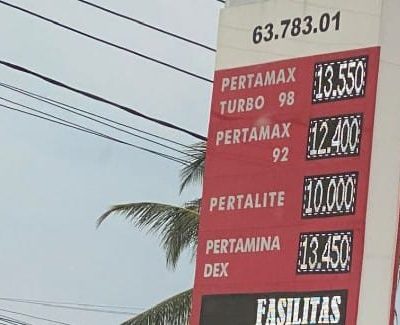 63.783.01
PERTAMAX 13.550
TURBO 98
PERTAMAX 12.400
92
PERTALITE 10.000
PERTAMINA 13.450
DEX
FASILITAS